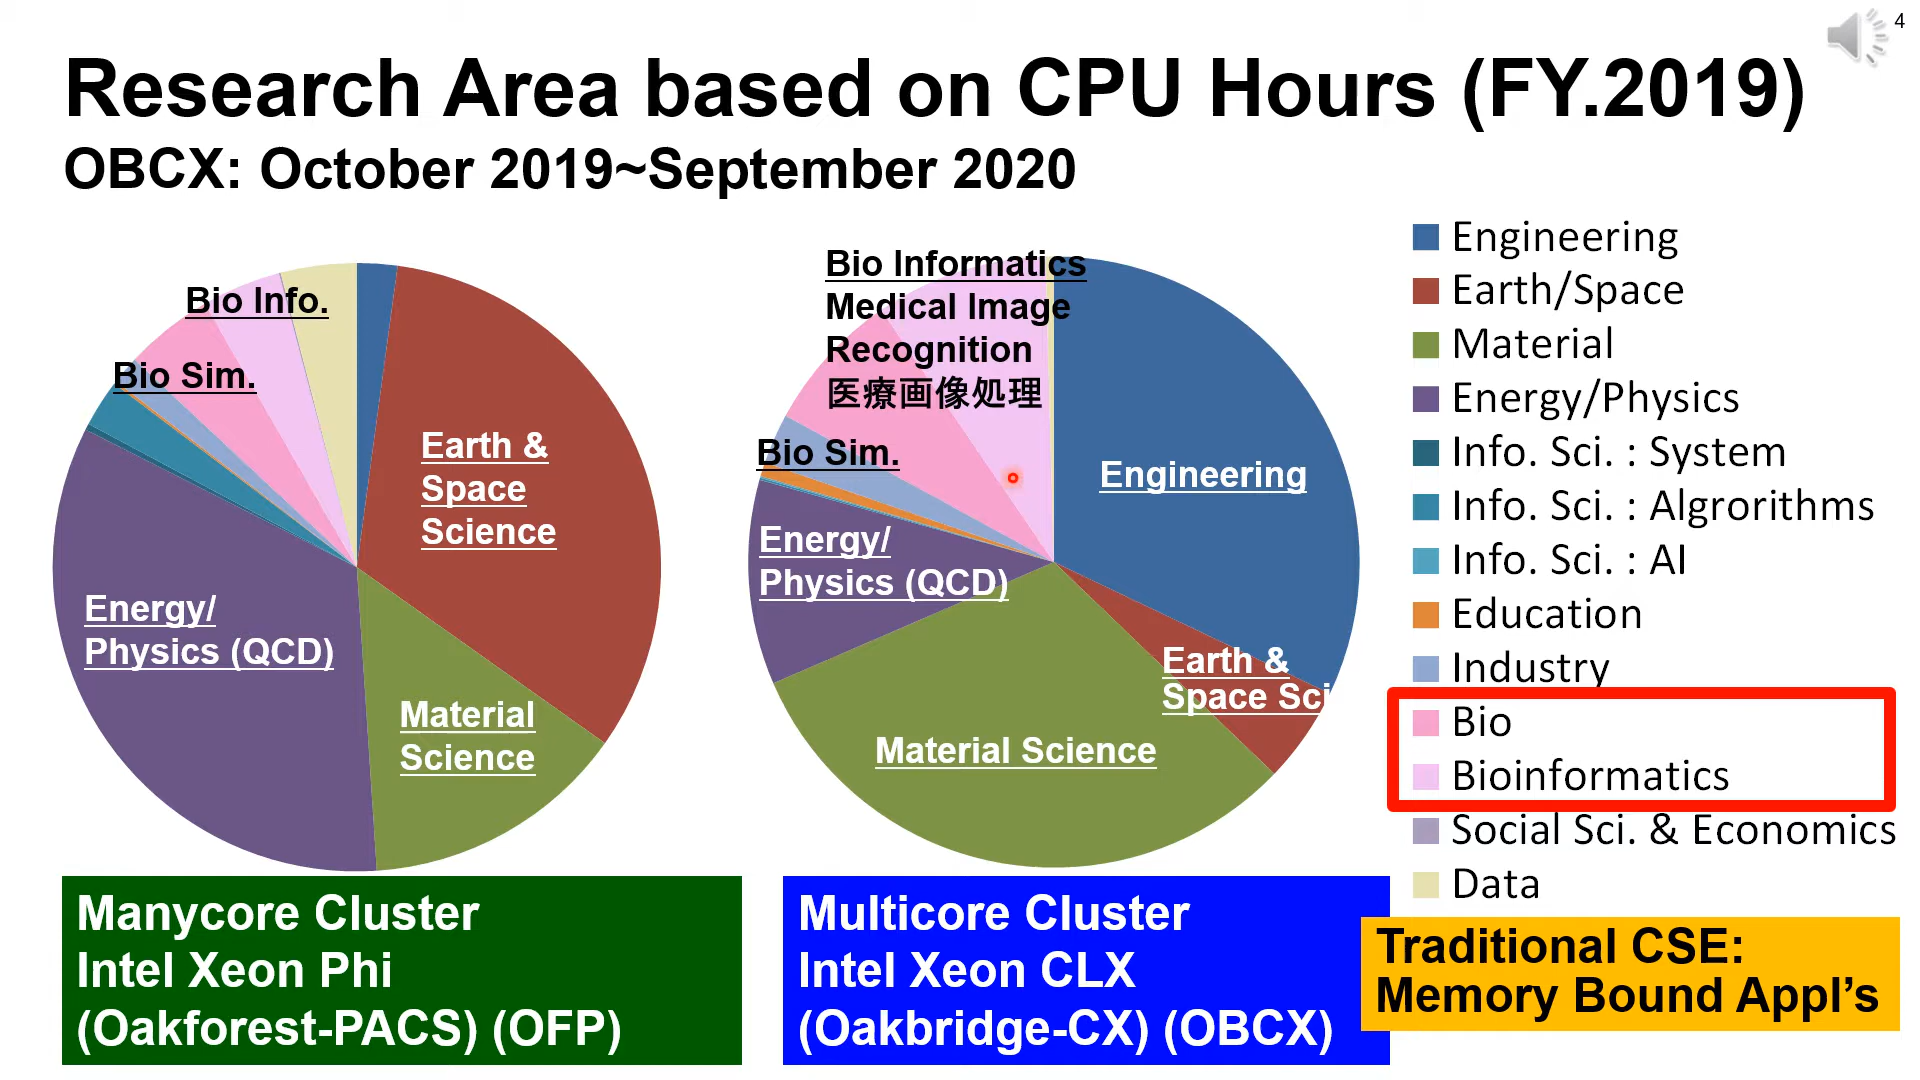 4
Research Area based on CPU Hours (FY.2019)
OBCX: October 2019~September 2020
Bio Info.
Bio Sim.
Earth &
Space
Science
Energy/
Physics (QCD)
Material
Science
Bio Informatics
Medical Image
Recognition
医療画像処理
Bio Sim.
Engineering
Energy/
Physics (QCD)
Earth &
Space Sci
Material Science
Engineering
Earth/Space
Material
Energy/Physics
Info. Sci. : System
Info. Sci. : Algrorithms
Info. Sci. : AI
Education
Industry
Bio
Bioinformatics
Social Sci. & Economics
Data
Manycore Cluster
Intel Xeon Phi
(Oakforest-PACS) (OFP)
Multicore Cluster
Intel Xeon CLX
(Oakbridge-CX) (OBCX)
Traditional CSE:
Memory Bound Appl’s